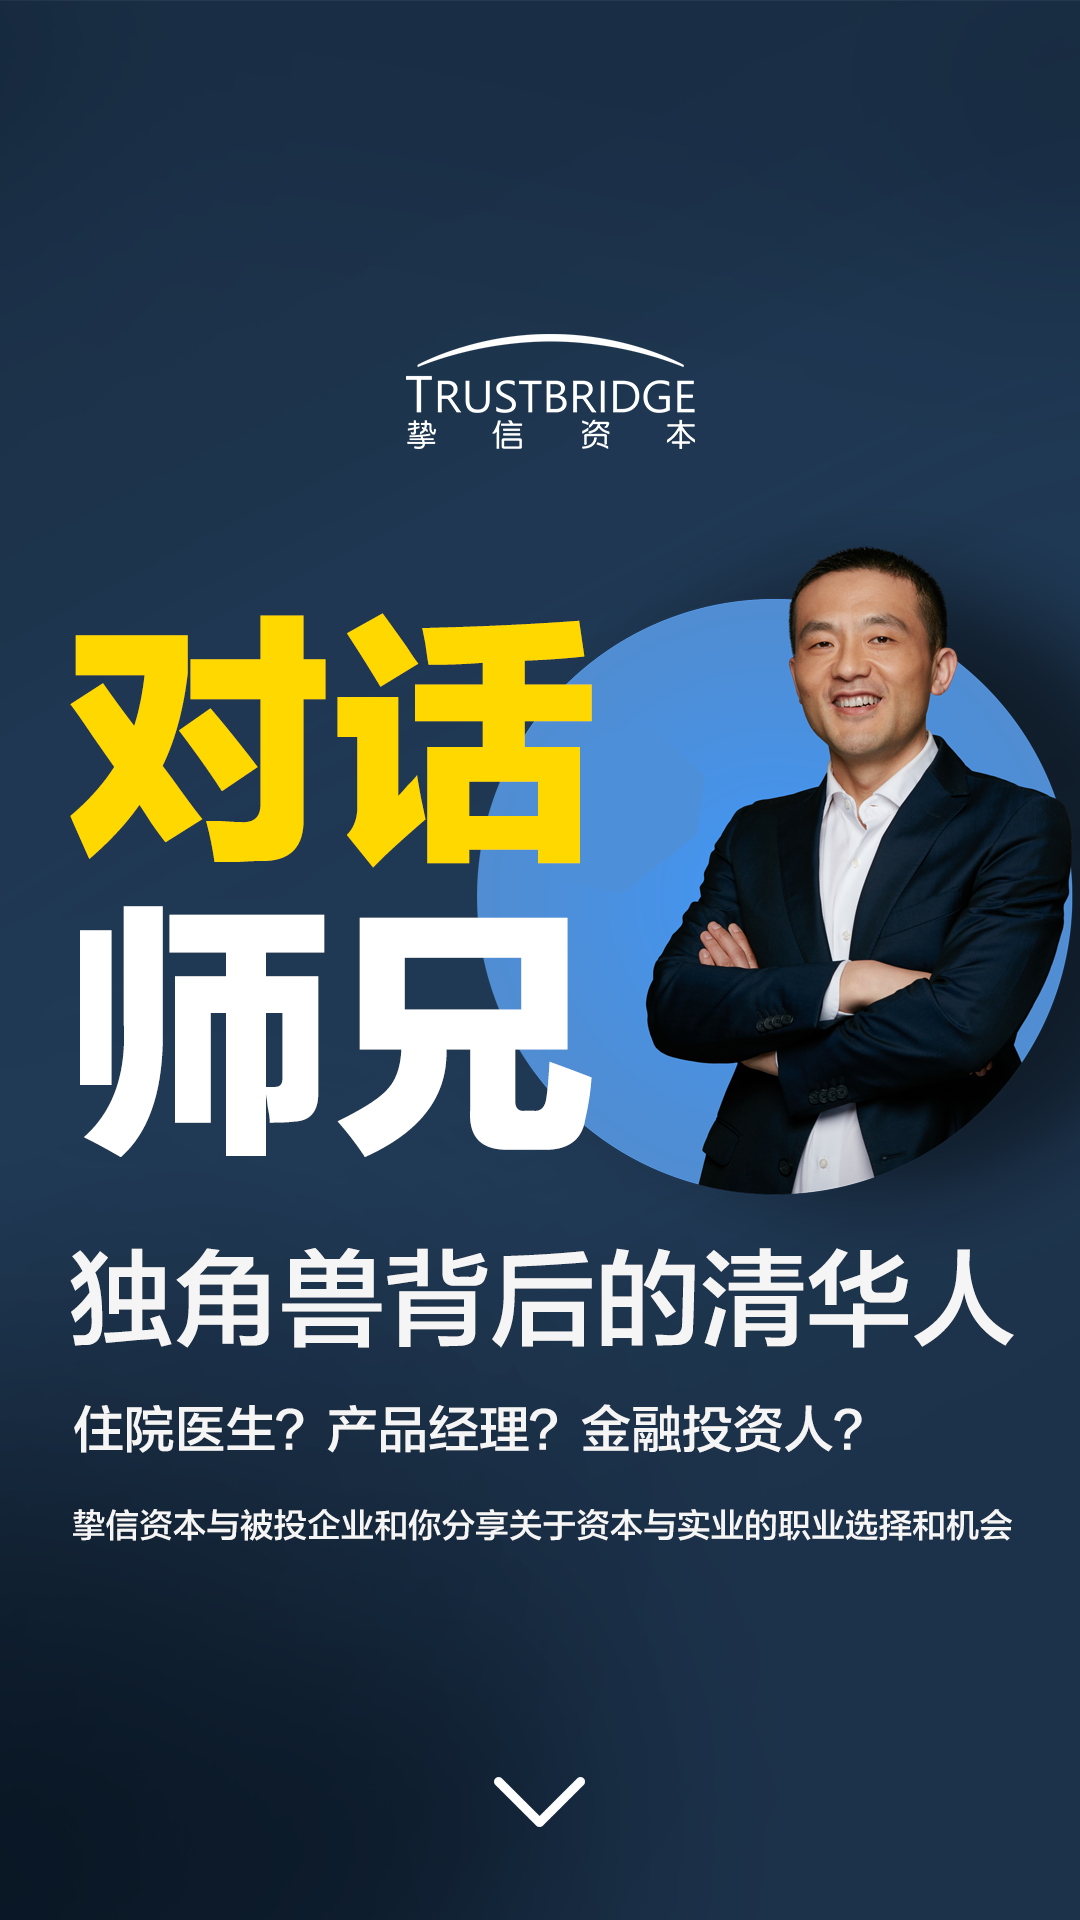 TRUSTBRIDGE
挚信资本
对话
师兄
独角兽背后的清华人
住院医生？产品经理？金融投资人？
挚信资本与被投企业和你分享关于资本与实业的职业选择和机会